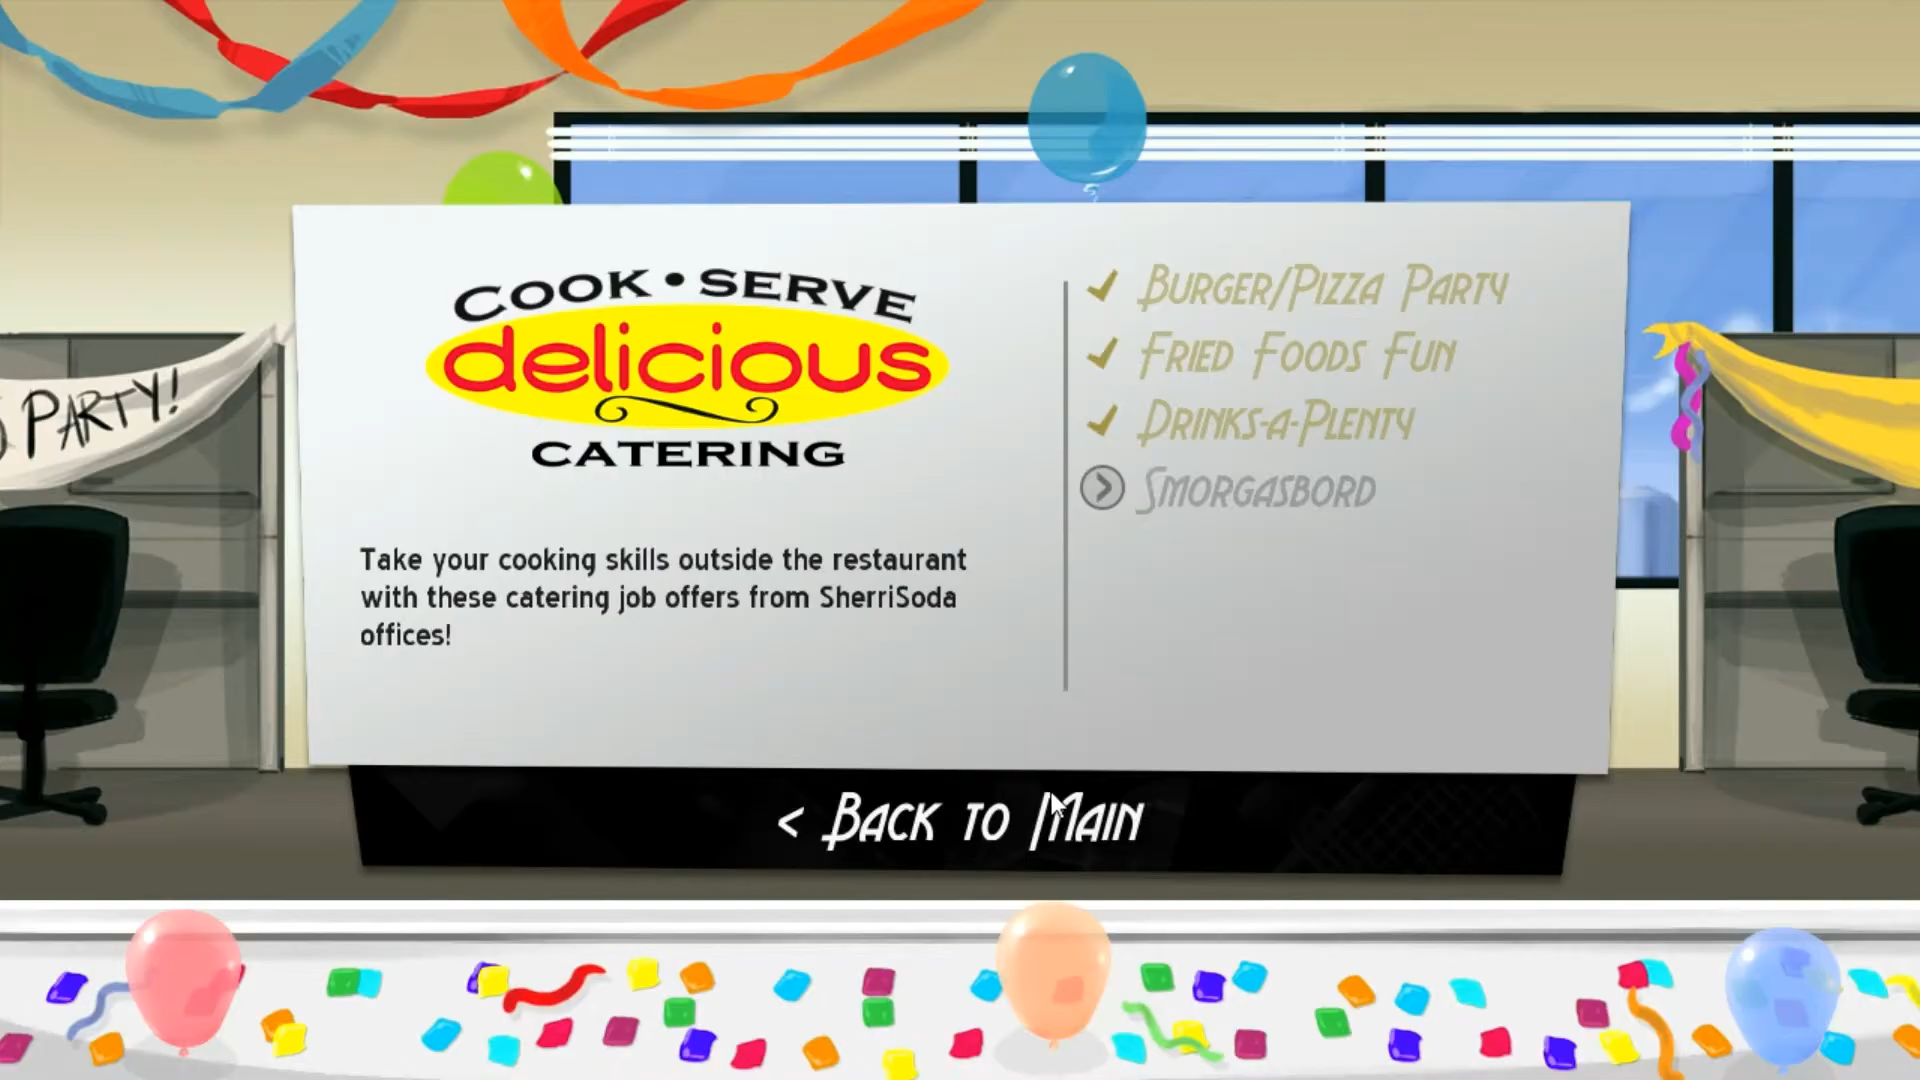 COOK • SERVE
delicious
CATERING
Take your cooking skills outside the restaurant
with these catering job offers from SherriSoda
offices!
BURGER/PIZZA PARTY
FRIED FOODS FUN
DRINKS-A-PLENTY
SMORGASBORD
PARTY!
< BACK TO MAIN